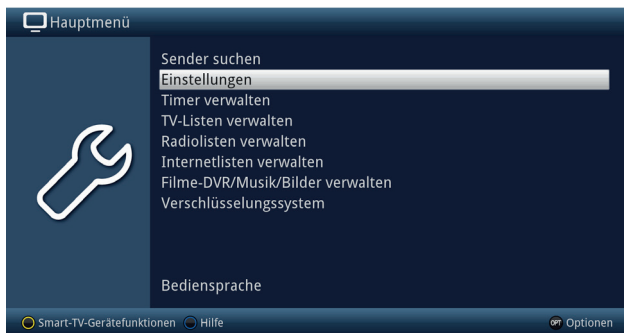 Hauptmenü
Sender suchen
Einstellungen
Timer verwalten
TV-Listen verwalten
Radiolisten verwalten
Internetlisten verwalten
Filme-DVR/Musik/Bilder verwalten
Verschlüsselungssystem
Bediensprache
Smart-TV-Gerätefunktionen Hilfe OPT Optionen